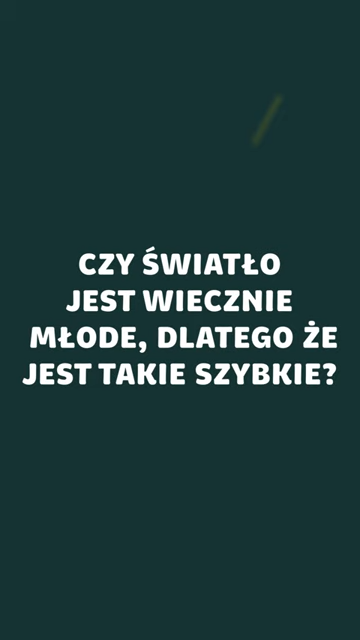 CZY ŚWIATŁO
JEST WIECZNIE
MŁODE, DLATEGO ŻE
JEST TAKIE SZYBKIE?